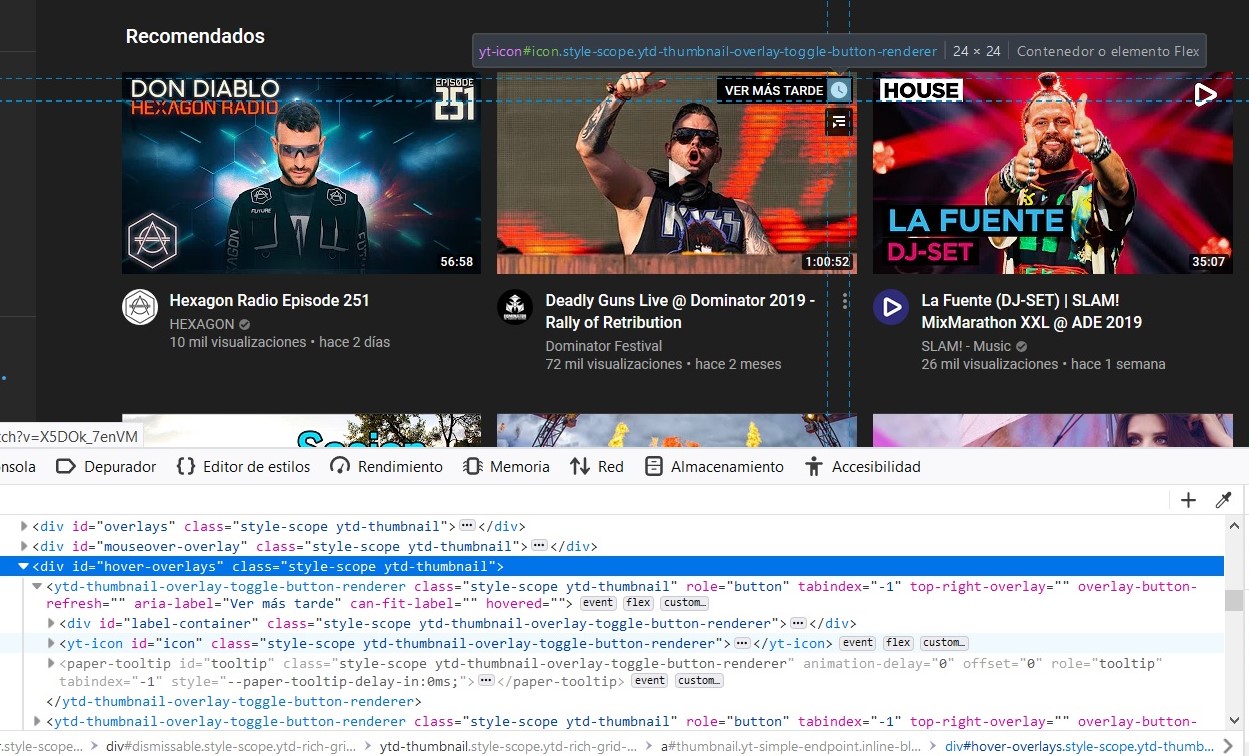 Recomendados
yt-icon#icon.style-scope.ytd-thumbnail-overlay-toggle-button-renderer | 24 × 24 | Contenedor o elemento Flex
DON DIABLO
HEXAGON RADIO
EPISØDE
251
FUTURE
HEXAGON
56:58
VER MÁS TARDE
1:00:52
HOUSE
LA FUENTE
DJ-SET
35:07
Hexagon Radio Episode 251
HEXAGON
10 mil visualizaciones • hace 2 días
DOMINATOR
Deadly Guns Live @ Dominator 2019 -
Rally of Retribution
Dominator Festival
72 mil visualizaciones • hace 2 meses
La Fuente (DJ-SET) | SLAM!
MixMarathon XXL @ ADE 2019
SLAM! - Music
26 mil visualizaciones • hace 1 semana
tch?v=X5DOk_7enVM
nsola Depurador Editor de estilos Rendimiento Memoria Red Almacenamiento Accesibilidad
<div id="overlays" class="style-scope ytd-thumbnail">…</div>
<div id="mouseover-overlay" class="style-scope ytd-thumbnail">…</div>
<div id="hover-overlays" class="style-scope ytd-thumbnail">
<ytd-thumbnail-overlay-toggle-button-renderer class="style-scope ytd-thumbnail" role="button" tabindex="-1" top-right-overlay="" overlay-button-
refresh="" aria-label="Ver más tarde" can-fit-label="" hovered=""> event flex custom…
<div id="label-container" class="style-scope ytd-thumbnail-overlay-toggle-button-renderer">…</div>
<yt-icon id="icon" class="style-scope ytd-thumbnail-overlay-toggle-button-renderer">…</yt-icon> event flex custom…
<paper-tooltip id="tooltip" class="style-scope ytd-thumbnail-overlay-toggle-button-renderer" animation-delay="0" offset="0" role="tooltip"
tabindex="-1" style="--paper-tooltip-delay-in:0ms;">…</paper-tooltip> event custom…
</ytd-thumbnail-overlay-toggle-button-renderer>
<ytd-thumbnail-overlay-toggle-button-renderer class="style-scope ytd-thumbnail" role="button" tabindex="-1" top-right-overlay="" overlay-button-
r.style-scope… > div#dismissable.style-scope.ytd-rich-gri… > ytd-thumbnail.style-scope.ytd-rich-grid-… > a#thumbnail.yt-simple-endpoint.inline-bl… > div#hover-overlays.style-scope.ytd-thumb…